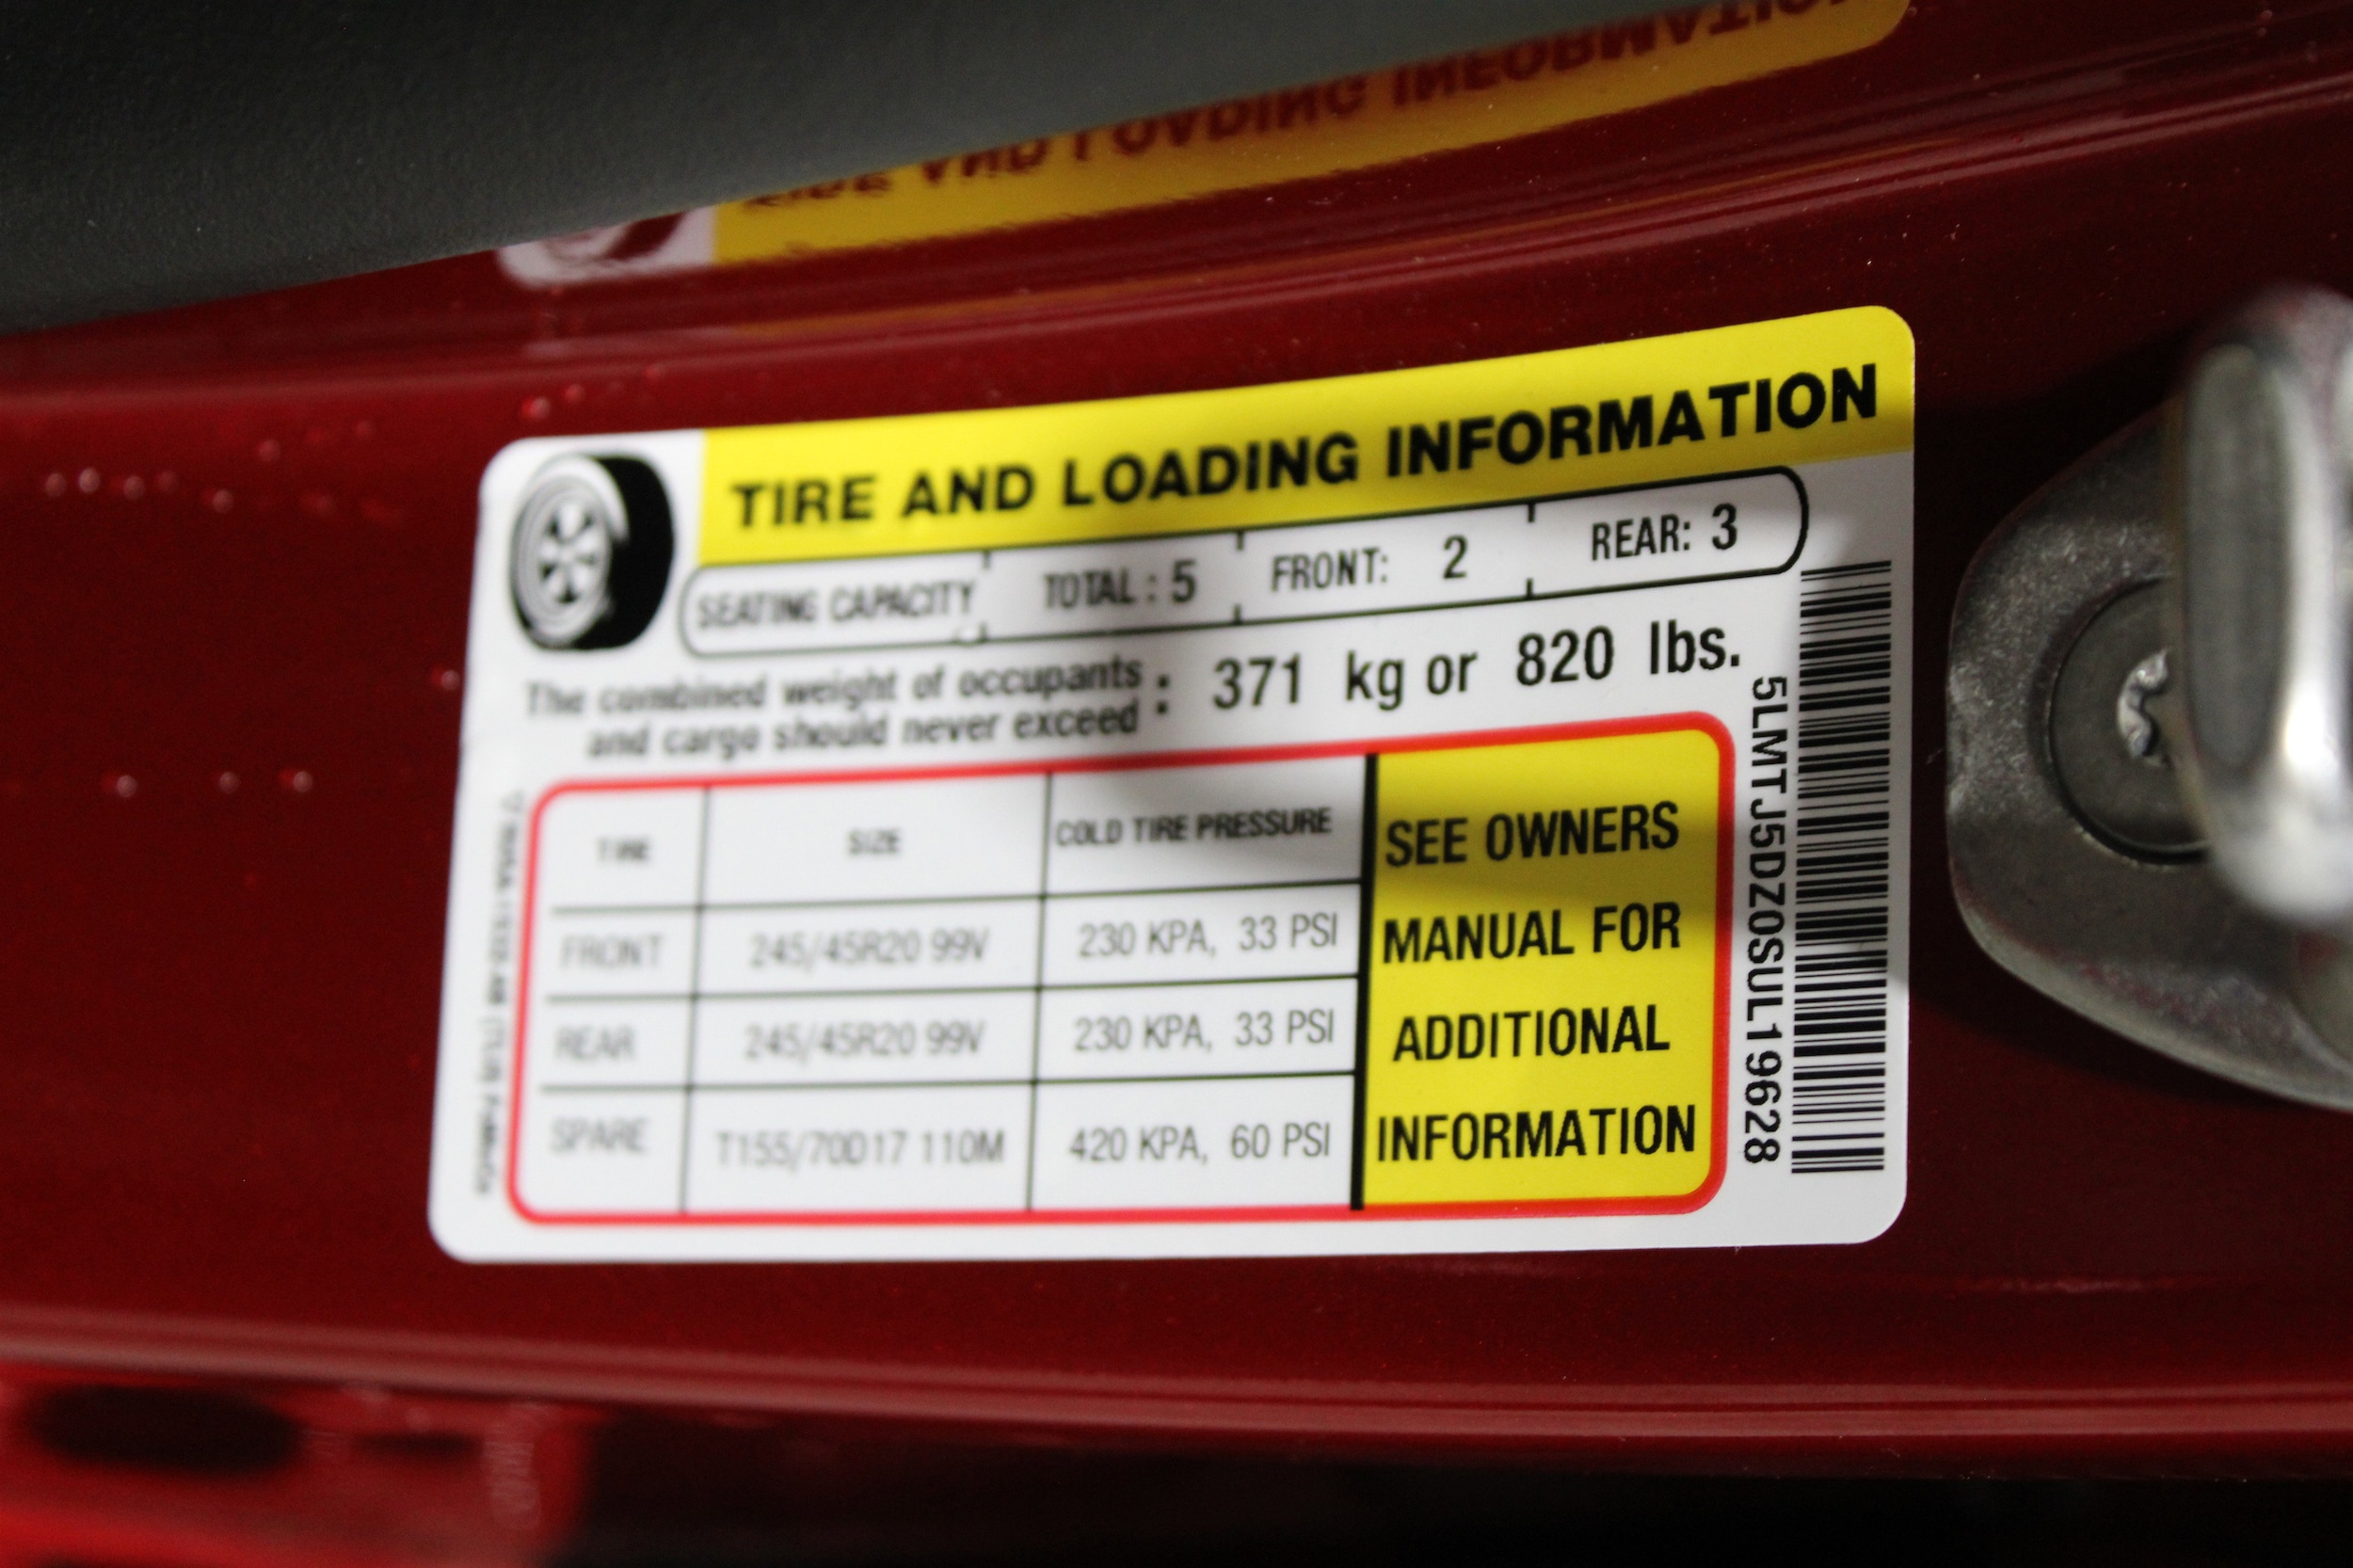 TIRE AND LOADING INFORMATION
SEATING CAPACITY TOTAL : 5 FRONT: 2 REAR: 3
The combined weight of occupants
and cargo should never exceed : 371 kg or 820 lbs.
TIRE SIZE COLD TIRE PRESSURE
FRONT 245/45R20 99V 230 KPA, 33 PSI
REAR 245/45R20 99V 230 KPA, 33 PSI
SPARE T155/70D17 110M 420 KPA, 60 PSI
SEE OWNERS
MANUAL FOR
ADDITIONAL
INFORMATION
5LMTJ5DZ0SUL19628